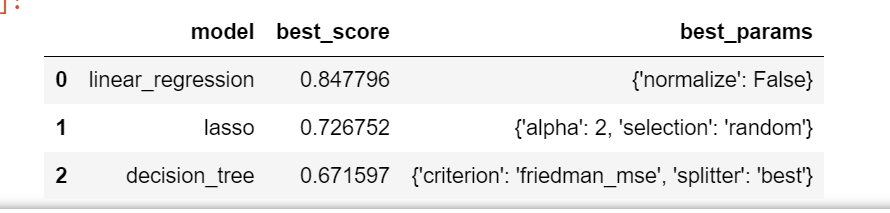 ]:
model best_score best_params
0 linear_regression 0.847796 {'normalize': False}
1 lasso 0.726752 {'alpha': 2, 'selection': 'random'}
2 decision_tree 0.671597 {'criterion': 'friedman_mse', 'splitter': 'best'}